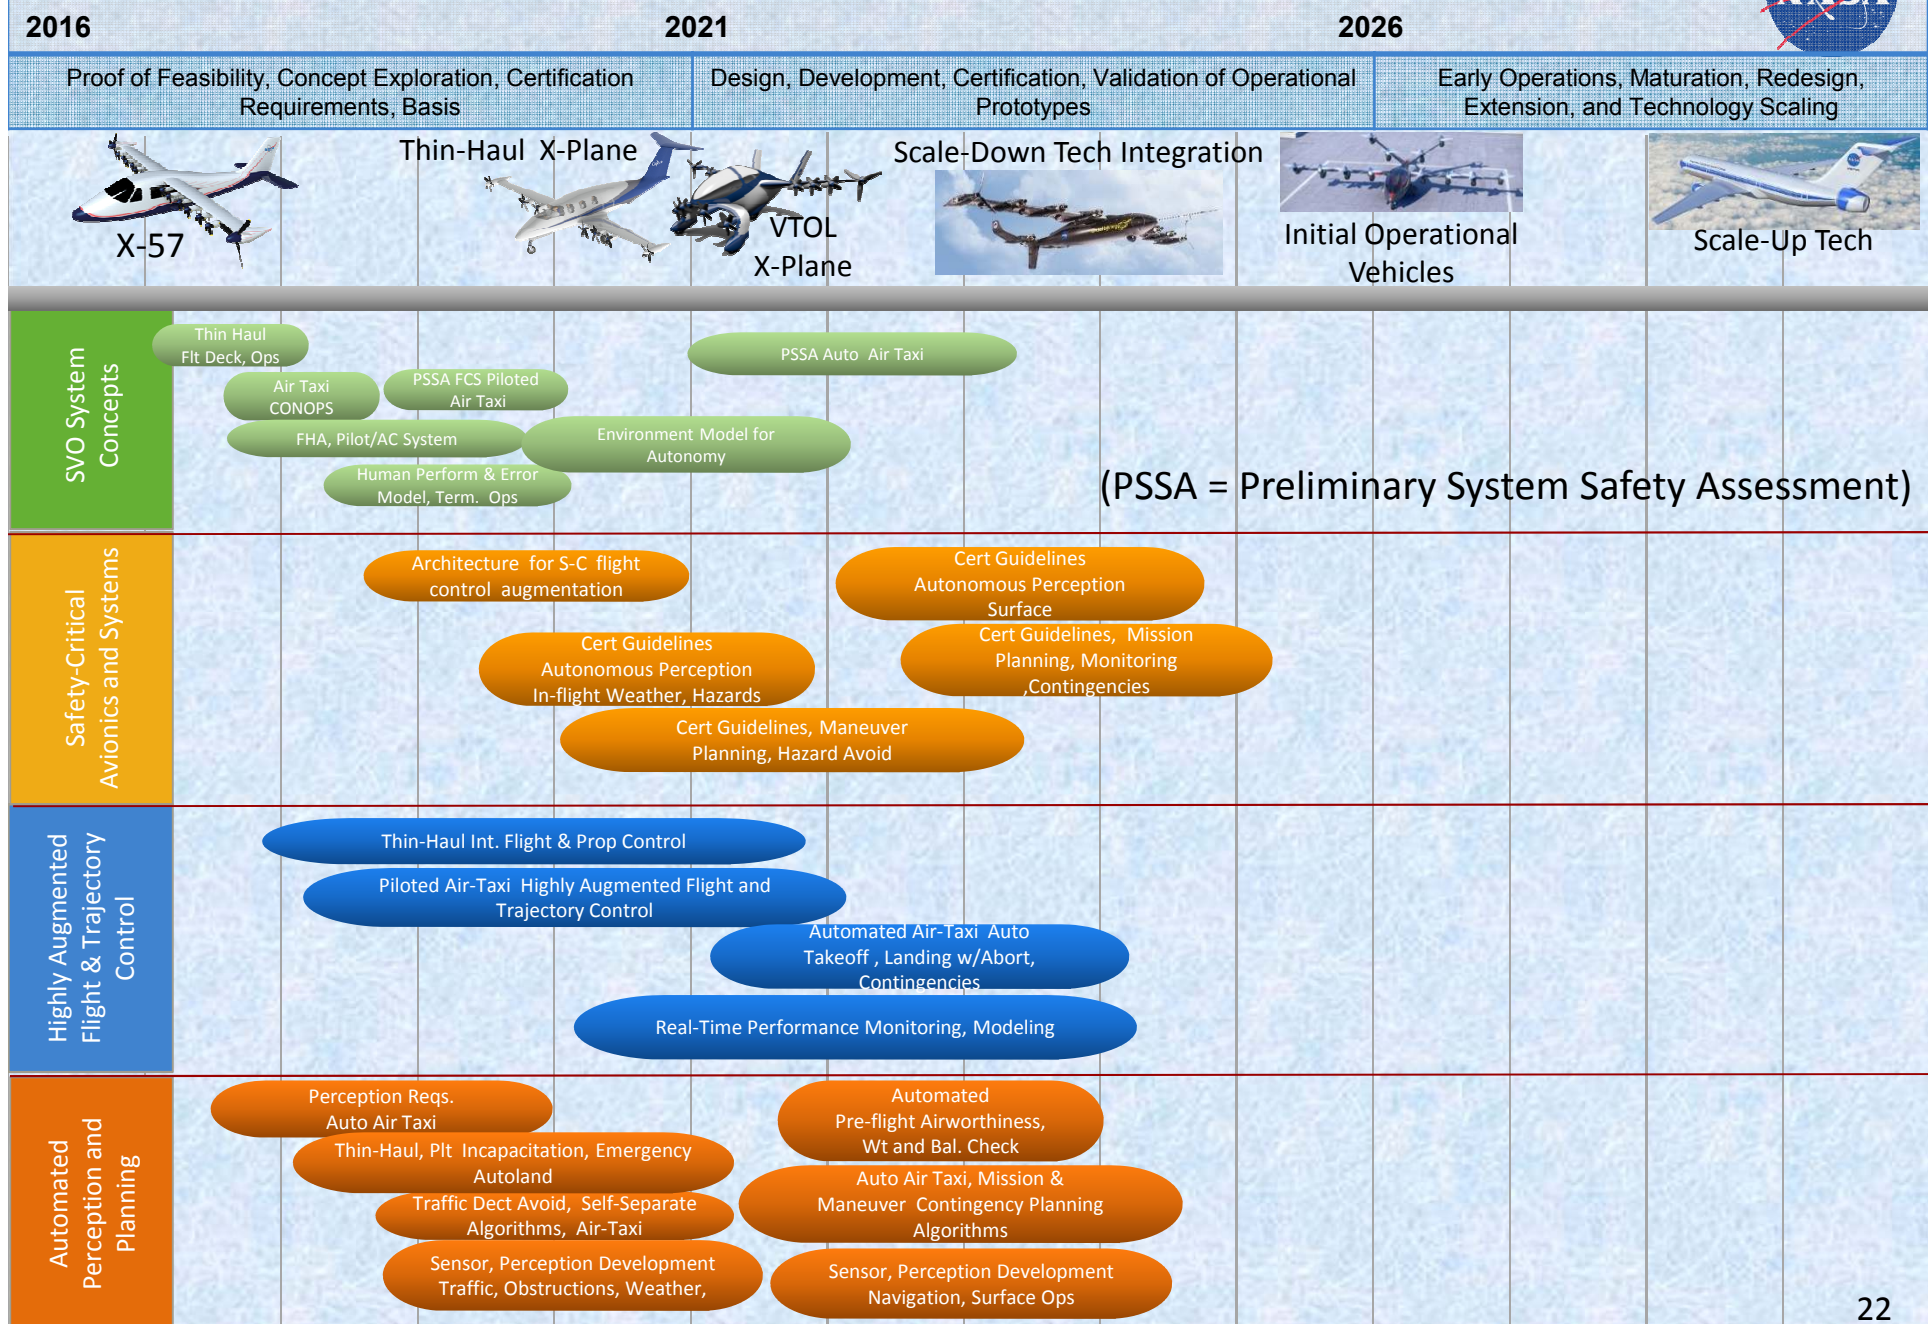 2016
2021
2026
NASA
Proof of Feasibility, Concept Exploration, Certification
Requirements, Basis
Design, Development, Certification, Validation of Operational
Prototypes
Early Operations, Maturation, Redesign,
Extension, and Technology Scaling
X-57
Thin-Haul X-Plane
VTOL
X-Plane
Scale-Down Tech Integration
Initial Operational
Vehicles
Scale-Up Tech
SVO System
Concepts
Thin Haul
Flt Deck, Ops
Air Taxi
CONOPS
PSSA FCS Piloted
Air Taxi
PSSA Auto Air Taxi
FHA, Pilot/AC System
Environment Model for
Autonomy
Human Perform & Error
Model, Term. Ops
(PSSA = Preliminary System Safety Assessment)
Safety-Critical
Avionics and Systems
Architecture for S-C flight
control augmentation
Cert Guidelines
Autonomous Perception
Surface
Cert Guidelines
Autonomous Perception
In-flight Weather, Hazards
Cert Guidelines, Mission
Planning, Monitoring
,Contingencies
Cert Guidelines, Maneuver
Planning, Hazard Avoid
Highly Augmented
Flight & Trajectory
Control
Thin-Haul Int. Flight & Prop Control
Piloted Air-Taxi Highly Augmented Flight and
Trajectory Control
Automated Air-Taxi Auto
Takeoff , Landing w/Abort,
Contingencies
Real-Time Performance Monitoring, Modeling
Automated
Perception and
Planning
Perception Reqs.
Auto Air Taxi
Thin-Haul, Plt Incapacitation, Emergency
Autoland
Traffic Dect Avoid, Self-Separate
Algorithms, Air-Taxi
Sensor, Perception Development
Traffic, Obstructions, Weather,
Automated
Pre-flight Airworthiness,
Wt and Bal. Check
Auto Air Taxi, Mission &
Maneuver Contingency Planning
Algorithms
Sensor, Perception Development
Navigation, Surface Ops
22